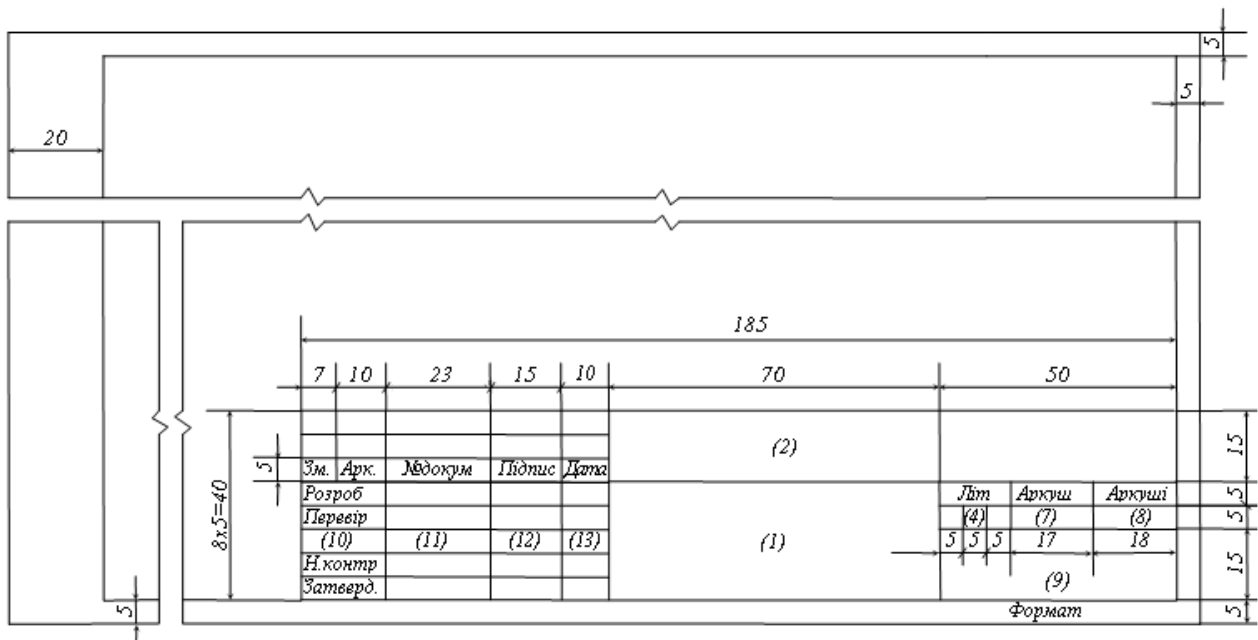 5
5
20
185
7 10 23 15 10 70 50
(2)
15
5
Зм. Арк. №докум Підпис Дата
8х5=40
Розроб
Літ Аркуш Аркуші
5
Перевір
(4) (7) (8)
5
(10) (11) (12) (13)
(1)
5 5 5 17 18
Н.контр
(9)
15
Затверд.
5
Формат
5